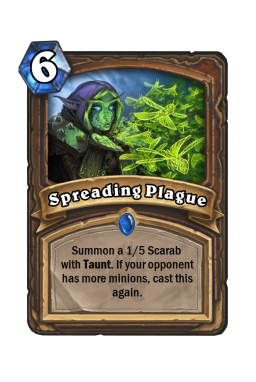 6
Spreading Plague
Summon a 1/5 Scarab
with Taunt. If your opponent
has more minions, cast this
again.